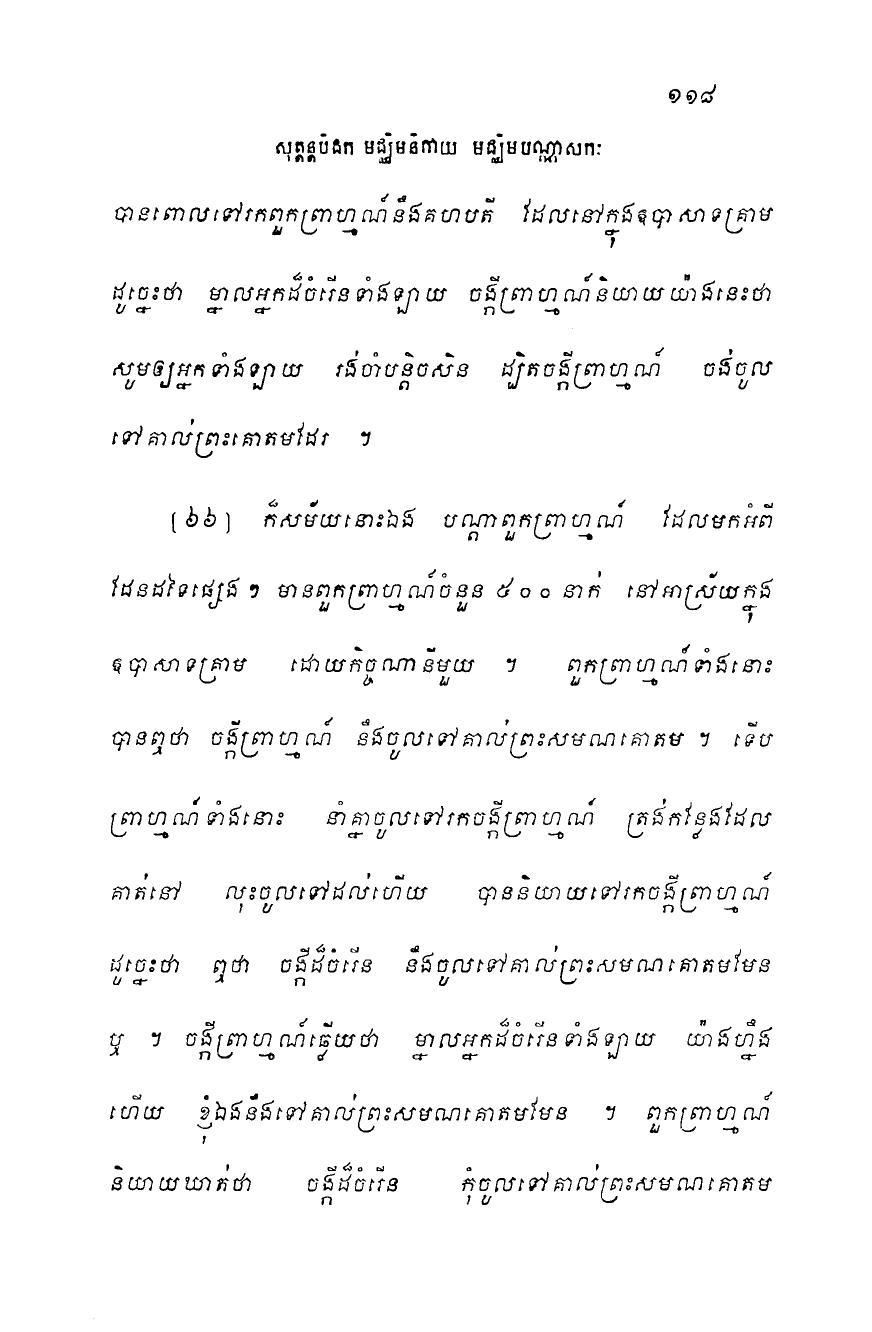 ១១៨
សុត្តន្តបិដក មជ្ឈិមនិកាយ មជ្ឈិមបណ្ណាសកៈ
បានពោលទៅរកពួកព្រាហ្មណ៍នឹងគហបតី ដែលនៅក្នុងឧបាសាទគ្រាម
ដូច្នេះថា ម្នាលអ្នកដ៏ចំរើនទាំងឡាយ ចង្កីព្រាហ្មណ៍និយាយយ៉ាងនេះថា
សូមឲ្យអ្នកទាំងឡាយ រង់ចាំបន្តិចសិន ដ្បិតចង្កីព្រាហ្មណ៍ ចង់ចូល
ទៅគាល់ព្រះគោតមដែរ ។
[៦៦] ក៏សម័យនោះឯង បណ្តាពួកព្រាហ្មណ៍ ដែលមកអំពី
ដែនដទៃផ្សេងៗ មានពួកព្រាហ្មណ៍ចំនួន ៥០០ នាក់ នៅអាស្រ័យក្នុង
ឧបាសាទគ្រាម ដោយកិច្ចណានីមួយ ។ ពួកព្រាហ្មណ៍ទាំងនោះ
បានឮថា ចង្កីព្រាហ្មណ៍ នឹងចូលទៅគាល់ព្រះសមណគោតម ។ ទើប
ព្រាហ្មណ៍ទាំងនោះ នាំគ្នាចូលទៅរកចង្កីព្រាហ្មណ៍ ត្រង់កន្លែងដែល
គាត់នៅ លុះចូលទៅដល់ហើយ បាននិយាយទៅរកចង្កីព្រាហ្មណ៍
ដូច្នេះថា ឮថា ចង្កីដ៏ចំរើន នឹងចូលទៅគាល់ព្រះសមណគោតមមែន
ឬ ។ ចង្កីព្រាហ្មណ៍ធ្លើយថា ម្នាលអ្នកដ៏ចំរើនទាំងឡាយ យ៉ាងហ្នឹង
ហើយ ខ្ញុំឯងនឹងទៅគាល់ព្រះសមណគោតមមែន ។ ពួកព្រាហ្មណ៍
និយាយឃាត់ថា ចង្កីដ៏ចំរើន កុំចូលទៅគាល់ព្រះសមណគោតម